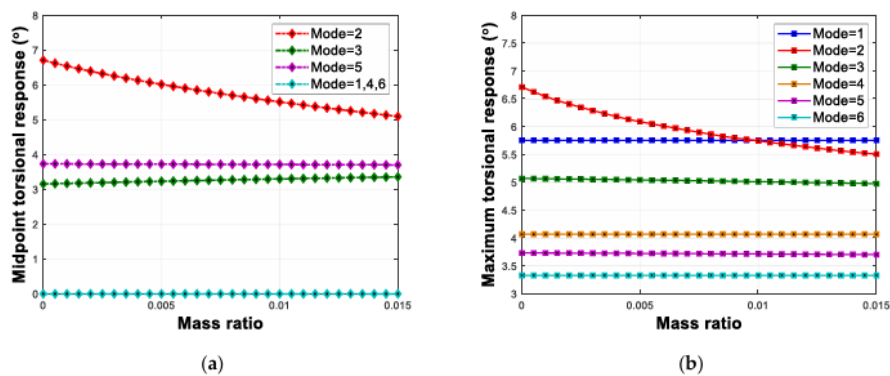 8
7
6
5
4
3
2
1
0
Midpoint torsional response (°)
Mode=2
Mode=3
Mode=5
Mode=1,4,6
0
0.005
0.01
0.015
Mass ratio
(a)
8
7.5
7
6.5
6
5.5
5
4.5
4
3.5
3
Maximum torsional response (°)
Mode=1
Mode=2
Mode=3
Mode=4
Mode=5
Mode=6
0
0.005
0.01
0.015
Mass ratio
(b)